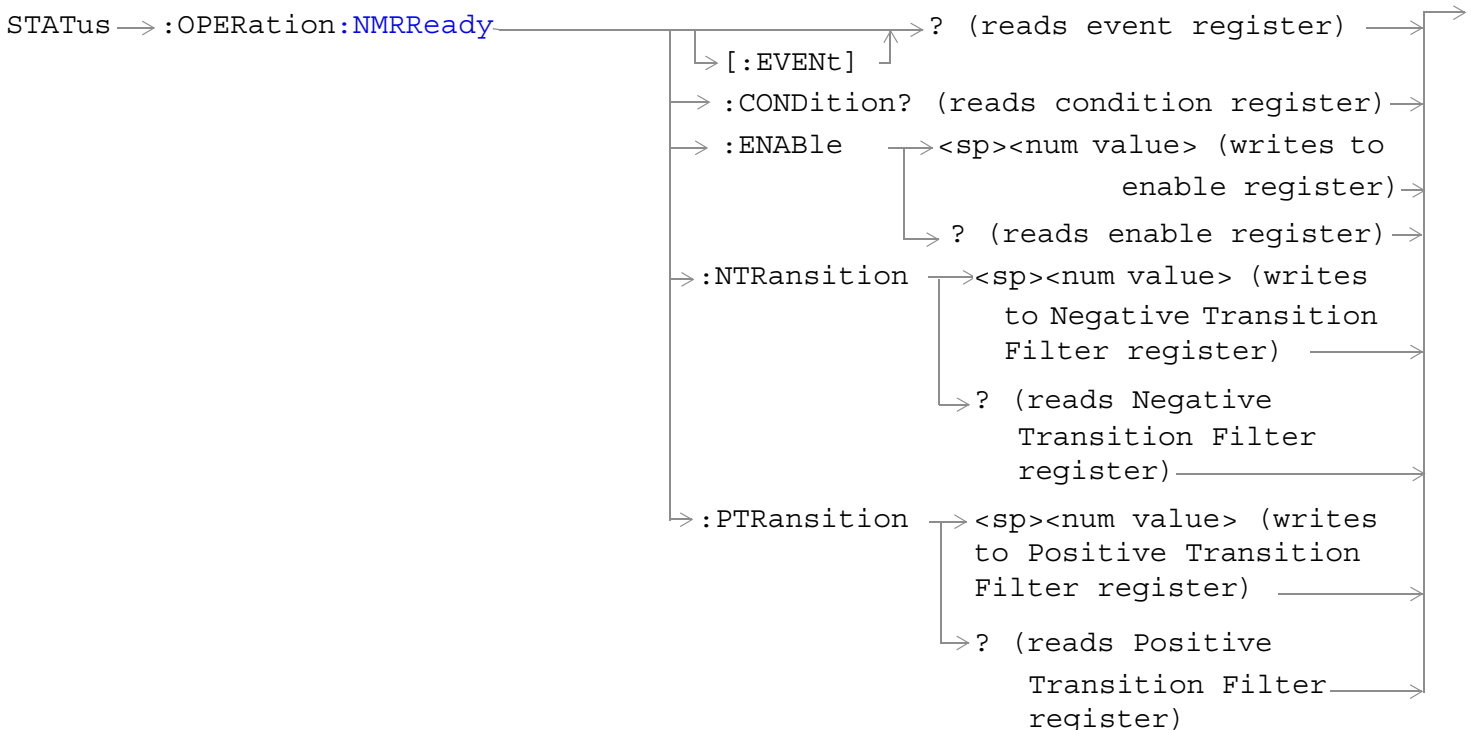 STATus :OPERation:NMRReady ? (reads event register)
[:EVENt]
:CONDition? (reads condition register)
:ENABle <sp><num value> (writes to
enable register)
? (reads enable register)
:NTRansition <sp><num value> (writes
to Negative Transition
Filter register)
? (reads Negative
Transition Filter
register)
:PTRansition <sp><num value> (writes
to Positive Transition
Filter register)
? (reads Positive
Transition Filter
register)